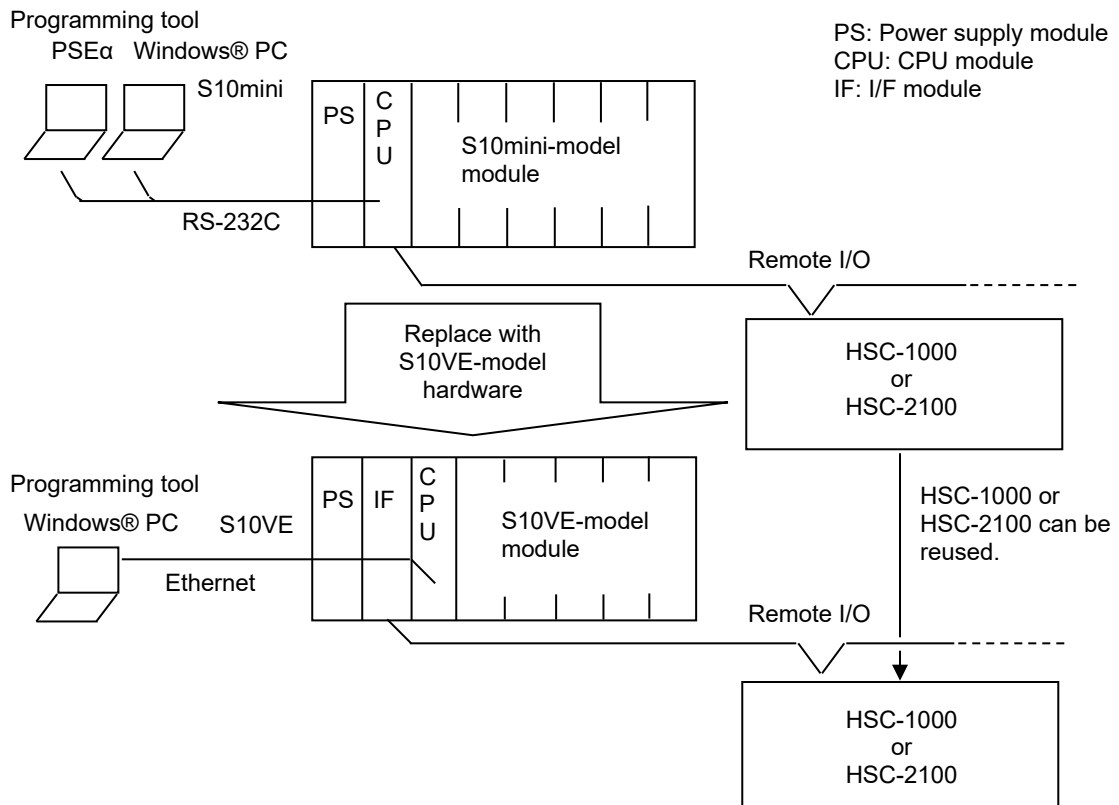 Programming tool
PSEα Windows® PC
S10mini
PS
C
P
U
S10mini-model
module
RS-232C
PS: Power supply module
CPU: CPU module
IF: I/F module
Remote I/O
HSC-1000
or
HSC-2100
Replace with
S10VE-model
hardware
Programming tool
Windows® PC
S10VE
Ethernet
PS
IF
C
P
U
S10VE-model
module
HSC-1000 or
HSC-2100 can be
reused.
Remote I/O
HSC-1000
or
HSC-2100